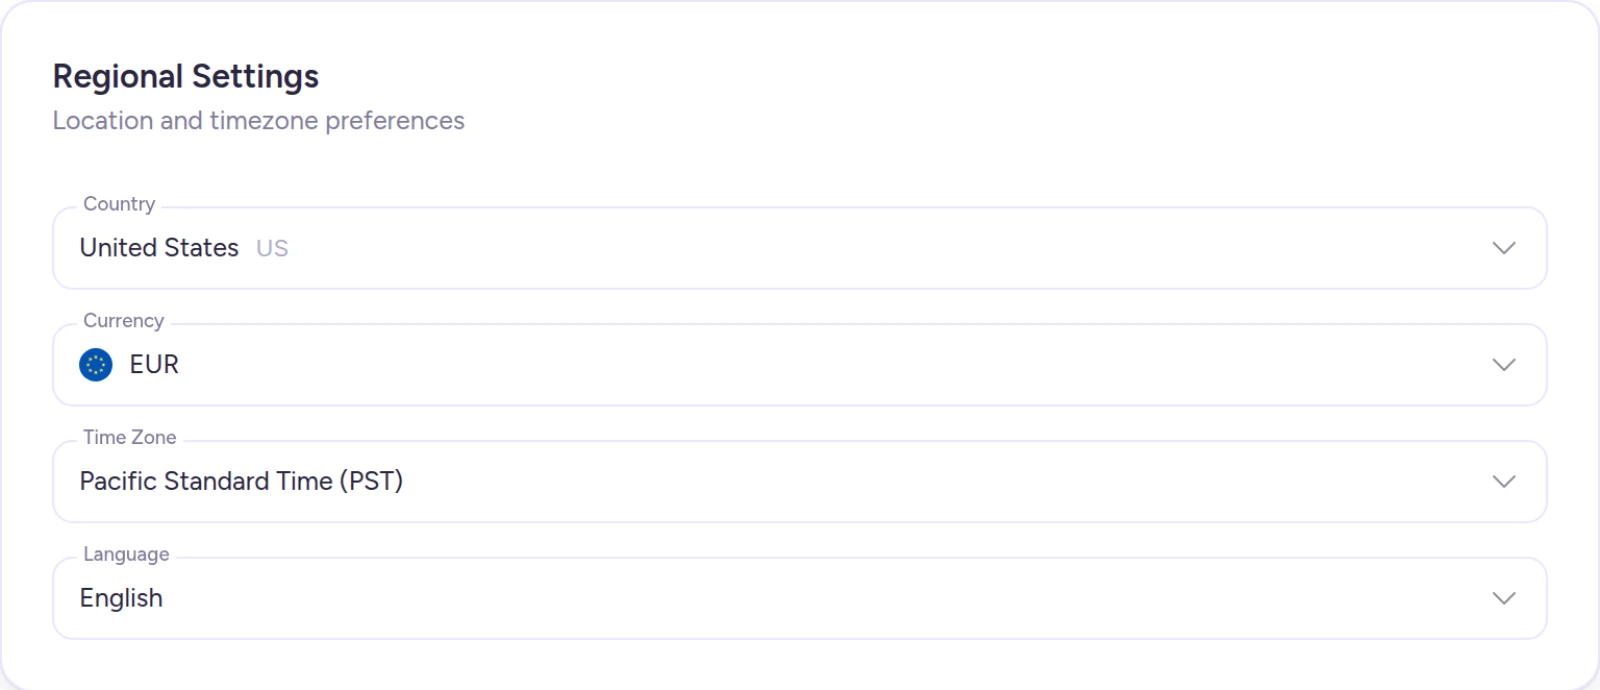 Regional Settings
Location and timezone preferences
Country
United States US
Currency
EUR
Time Zone
Pacific Standard Time (PST)
Language
English